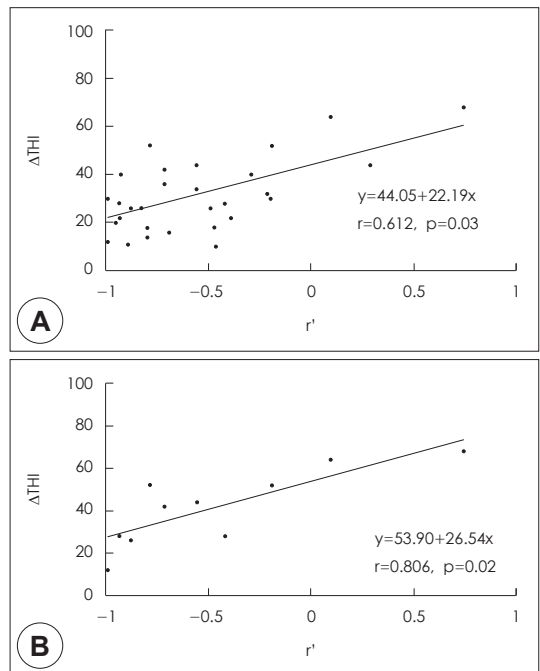 100
80
60
40
20
0
ΔTHI
−1
−0.5
0
0.5
1
r'
y=44.05+22.19x
r=0.612, p=0.03
A
100
80
60
40
20
0
ΔTHI
−1
−0.5
0
0.5
1
r'
y=53.90+26.54x
r=0.806, p=0.02
B